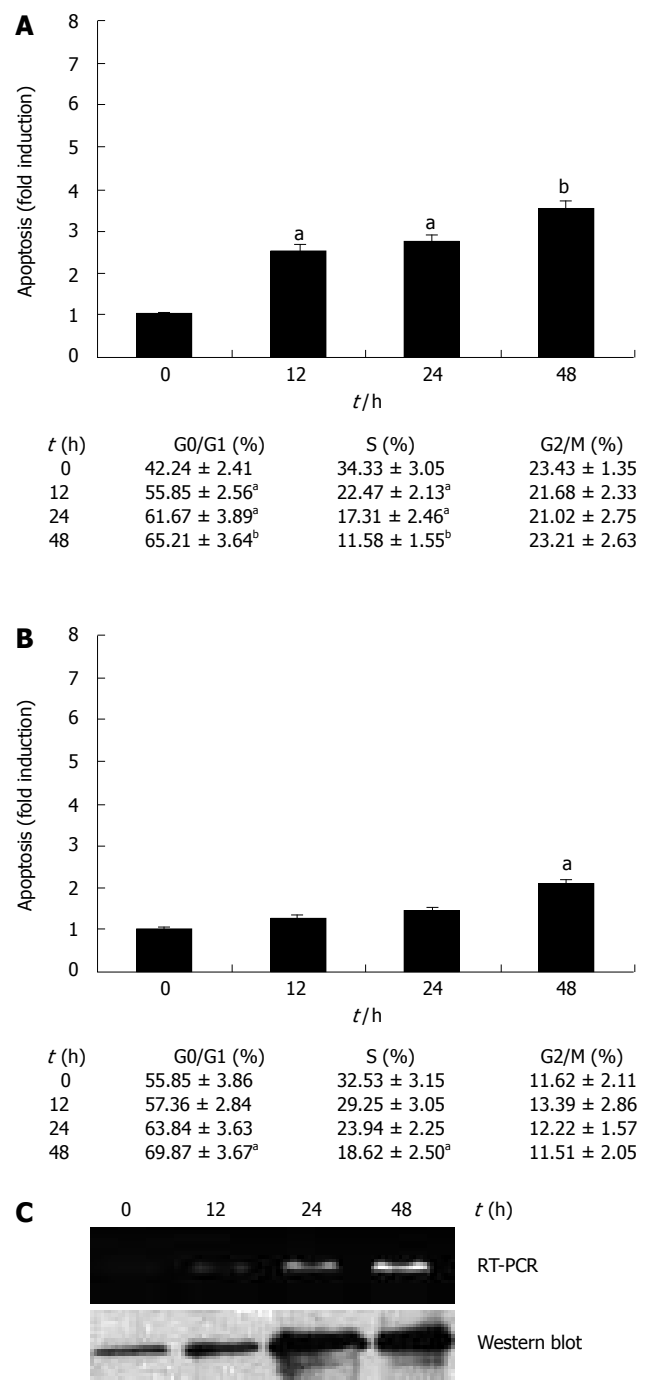 A
8
7
6
5
4
3
2
1
0
Apoptosis (fold induction)
a
a
b
0 12 24 48
t/h
t (h) G0/G1 (%) S (%) G2/M (%)
0 42.24 ± 2.41 34.33 ± 3.05 23.43 ± 1.35
12 55.85 ± 2.56a 22.47 ± 2.13a 21.68 ± 2.33
24 61.67 ± 3.89a 17.31 ± 2.46a 21.02 ± 2.75
48 65.21 ± 3.64b 11.58 ± 1.55b 23.21 ± 2.63
B
8
7
6
5
4
3
2
1
0
Apoptosis (fold induction)
a
0 12 24 48
t/h
t (h) G0/G1 (%) S (%) G2/M (%)
0 55.85 ± 3.86 32.53 ± 3.15 11.62 ± 2.11
12 57.36 ± 2.84 29.25 ± 3.05 13.39 ± 2.86
24 63.84 ± 3.63 23.94 ± 2.25 12.22 ± 1.57
48 69.87 ± 3.67a 18.62 ± 2.50a 11.51 ± 2.05
C 0 12 24 48 t (h)
RT-PCR
Western blot